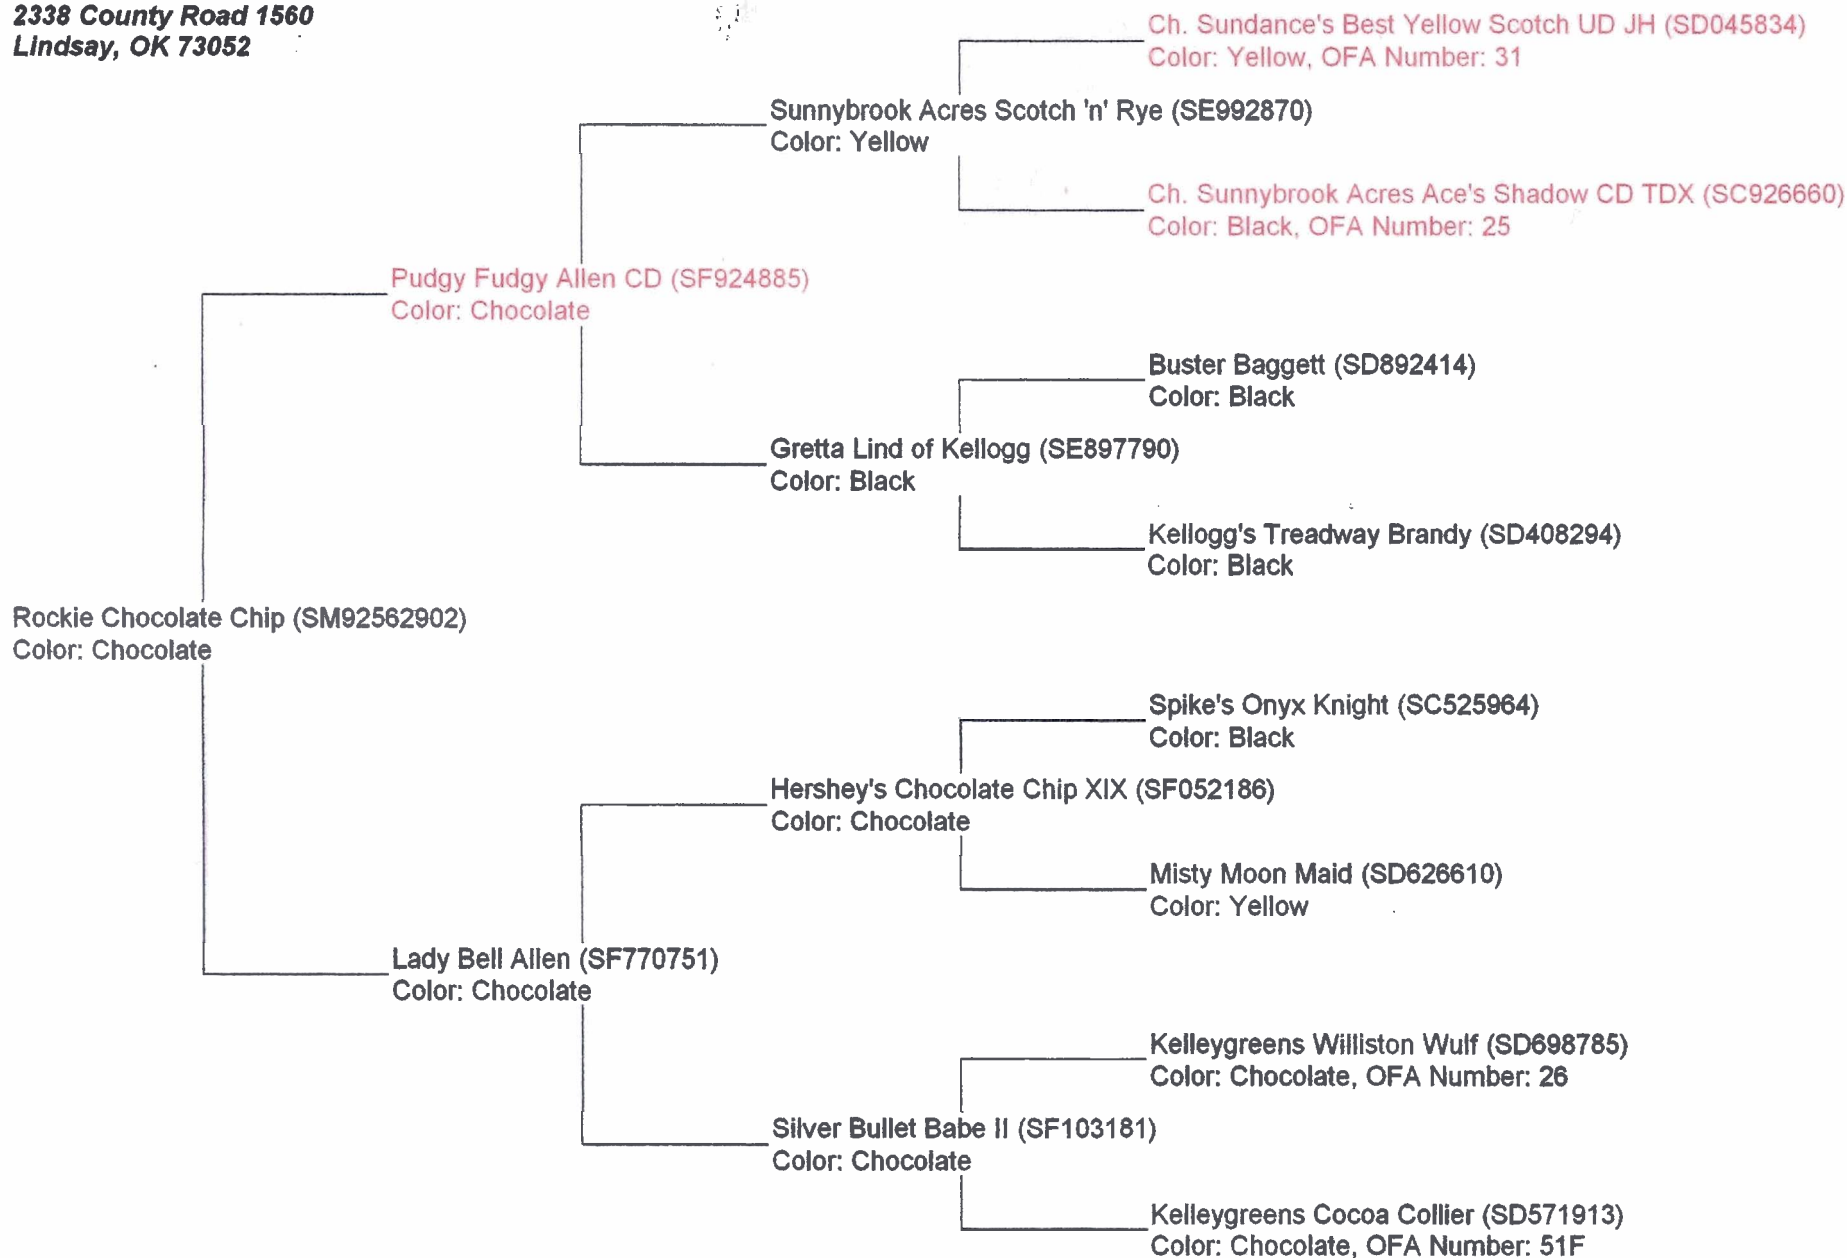 2338 County Road 1560
Lindsay, OK 73052
Ch. Sundance's Best Yellow Scotch UD JH (SD045834)
Color: Yellow, OFA Number: 31
Sunnybrook Acres Scotch 'n' Rye (SE992870)
Color: Yellow
Ch. Sunnybrook Acres Ace's Shadow CD TDX (SC926660)
Color: Black, OFA Number: 25
Pudgy Fudgy Allen CD (SF924885)
Color: Chocolate
Buster Baggett (SD892414)
Color: Black
Gretta Lind of Kellogg (SE897790)
Color: Black
Kellogg's Treadway Brandy (SD408294)
Color: Black
Rockie Chocolate Chip (SM92562902)
Color: Chocolate
Spike's Onyx Knight (SC525964)
Color: Black
Hershey's Chocolate Chip XIX (SF052186)
Color: Chocolate
Misty Moon Maid (SD626610)
Color: Yellow
Lady Bell Allen (SF770751)
Color: Chocolate
Kelleygreens Williston Wulf (SD698785)
Color: Chocolate, OFA Number: 26
Silver Bullet Babe II (SF103181)
Color: Chocolate
Kelleygreens Cocoa Collier (SD571913)
Color: Chocolate, OFA Number: 51F